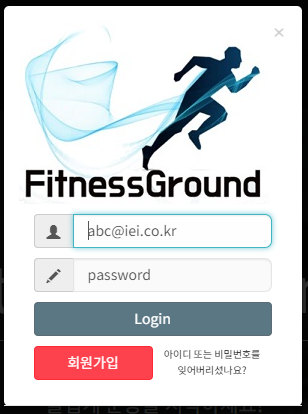 ×
FitnessGround
abc@iei.co.kr
password
Login
회원가입
아이디 또는 비밀번호를
잊어버리셨나요?